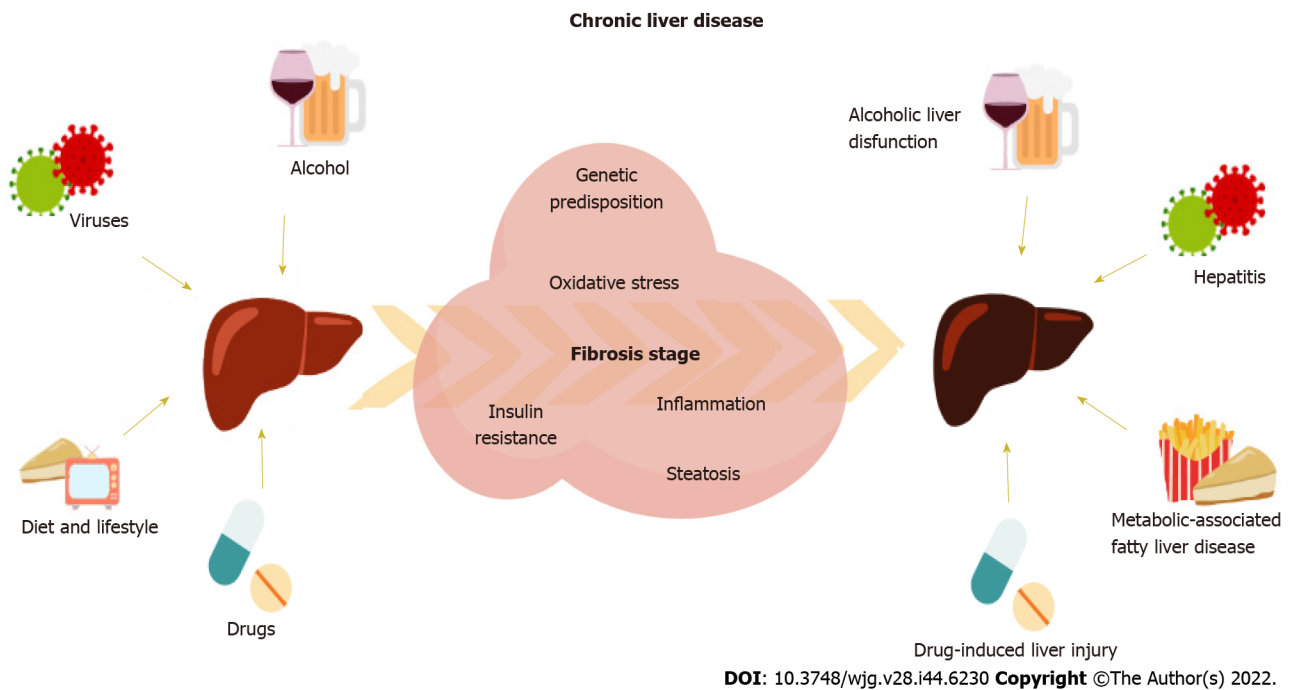 Chronic liver disease
Alcohol
Viruses
Diet and lifestyle
Drugs
Genetic
predisposition
Oxidative stress
Fibrosis stage
Insulin
resistance
Inflammation
Steatosis
Alcoholic liver
disfunction
Hepatitis
Metabolic-associated
fatty liver disease
Drug-induced liver injury
DOI: 10.3748/wjg.v28.i44.6230 Copyright ©The Author(s) 2022.